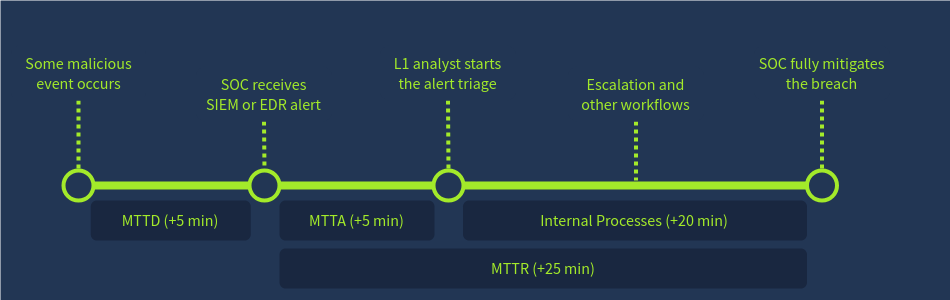 Some malicious
event occurs
SOC receives
SIEM or EDR alert
L1 analyst starts
the alert triage
Escalation and
other workflows
SOC fully mitigates
the breach
MTTD (+5 min)
MTTA (+5 min)
Internal Processes (+20 min)
MTTR (+25 min)